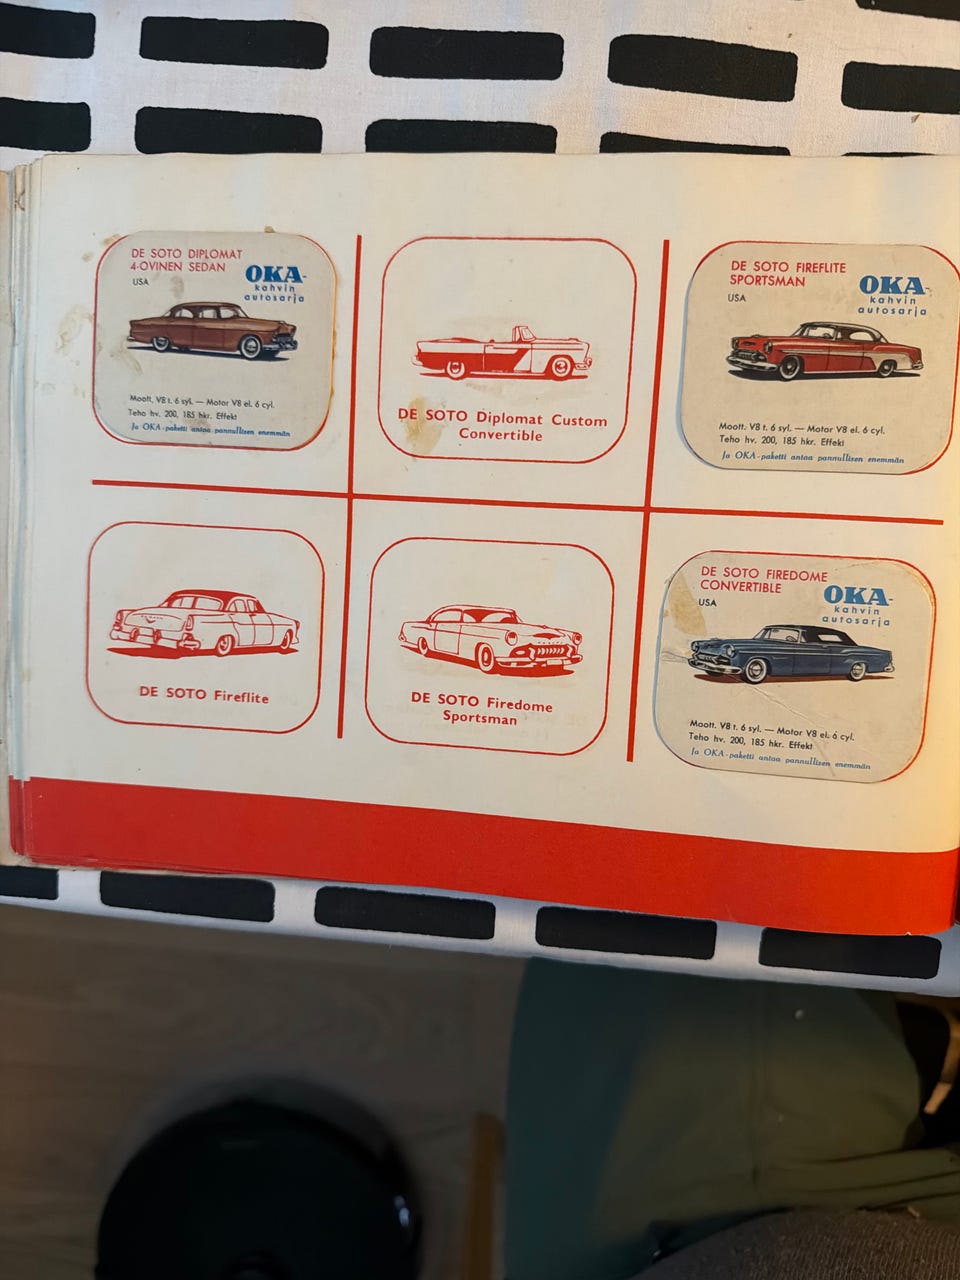 DE SOTO DIPLOMAT
4-OVINEN SEDAN
USA
OKA-
kahvin
autosarja
Moott. V8 t. 6 syl. — Motor V8 el. 6 cyl.
Teho hv. 200, 185 hkr. Effekt
Ja OKA-paketti antaa pannullisen enemmän
DE SOTO Diplomat Custom
Convertible
DE SOTO FIREFLITE
SPORTSMAN
USA
OKA-
kahvin
autosarja
Moott. V8 t. 6 syl. — Motor V8 el. 6 cyl.
Teho hv. 200, 185 hkr. Effekt
Ja OKA-paketti antaa pannullisen enemmän
DE SOTO Fireflite
DE SOTO Firedome
Sportsman
DE SOTO FIREDOME
CONVERTIBLE
USA
OKA-
kahvin
autosarja
Moott. V8 t. 6 syl. — Motor V8 el. 6 cyl.
Teho hv. 200, 185 hkr. Effekt
Ja OKA-paketti antaa pannullisen enemmän